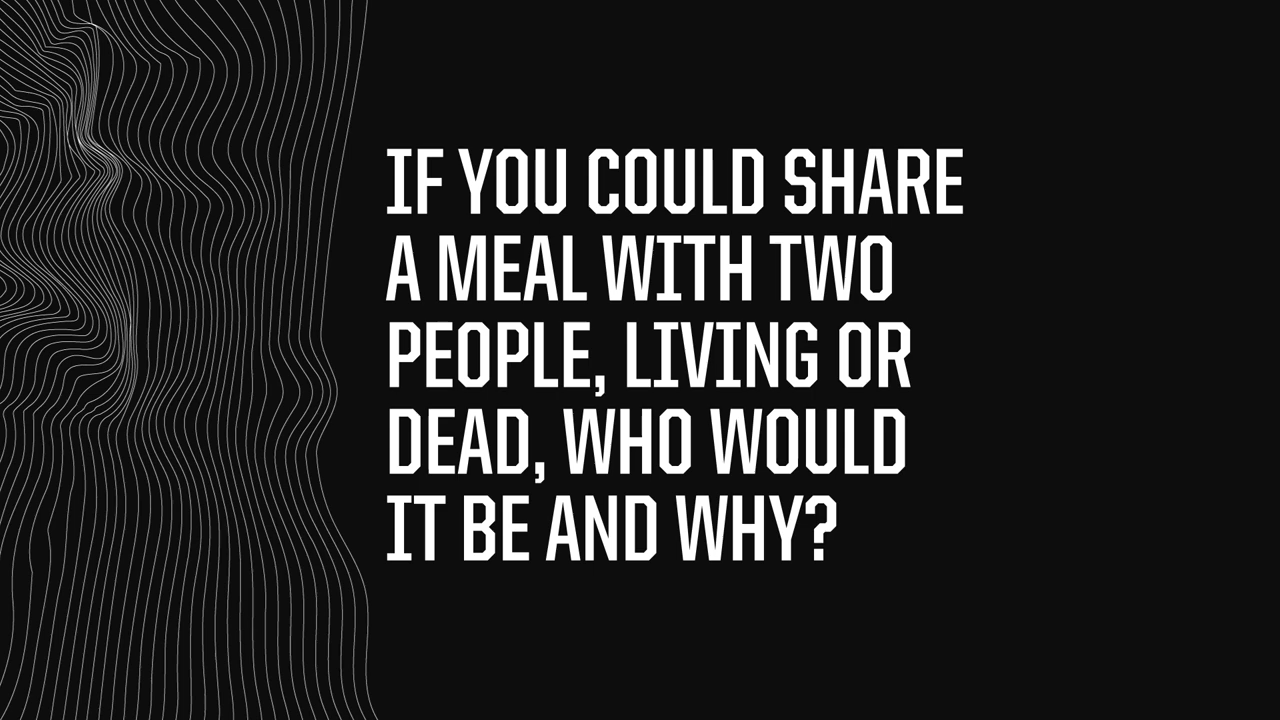 IF YOU COULD SHARE
A MEAL WITH TWO
PEOPLE, LIVING OR
DEAD, WHO WOULD
IT BE AND WHY?